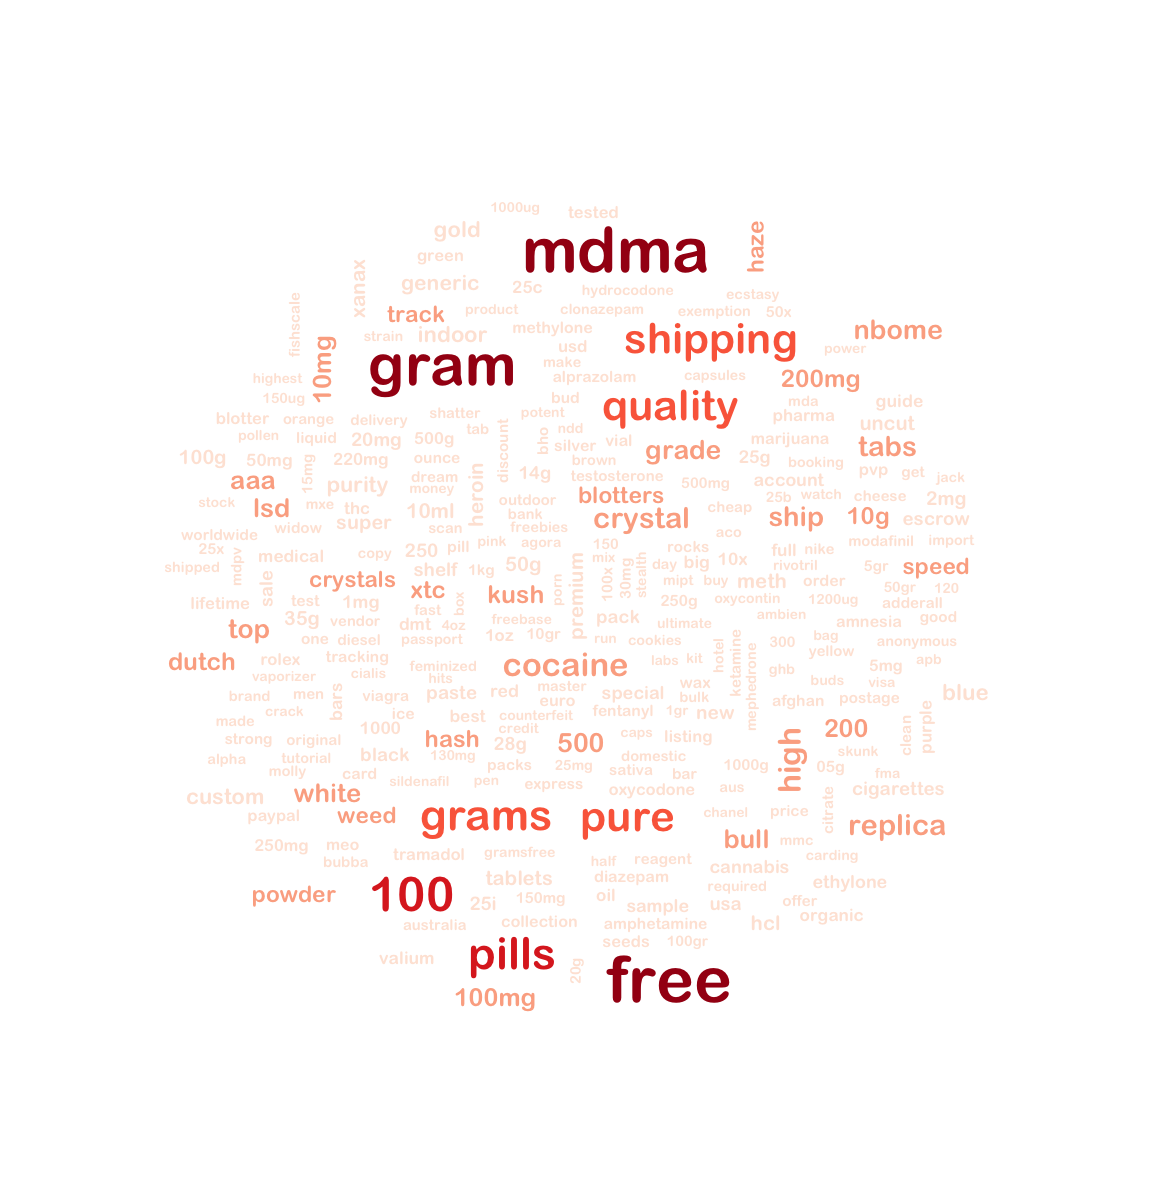 1000ug
tested
gold
mdma
haze
green
xanax
generic
25c
hydrocodone
ecstasy
fishscale
track
product
clonazepam
exemption
50x
strain
indoor
methylone
usd
shipping
nbome
power
10mg
gram
make
highest
alprazolam
capsules
200mg
150ug
bud
quality
mda
guide
blotter
orange
delivery
shatter
potent
pharma
uncut
pollen
liquid
20mg
500g
tab
discount
bho
ndd
silver
vial
grade
marijuana
tabs
100g
50mg
15mg
220mg
ounce
brown
25g
booking
pvp
get
jack
aaa
purity
dream
money
heroin
14g
testosterone
500mg
account
stock
lsd
mxe
thc
10ml
outdoor
blotters
25b
watch
cheese
2mg
worldwide
widow
super
scan
bank
freebies
crystal
cheap
ship
10g
escrow
25x
mdpv
medical
copy
250
pill
pink
agora
150
mix
rocks
aco
full
nike
modafinil
import
shipped
sale
crystals
shelf
1kg
50g
premium
100x
30mg
stealth
day
big
10x
rivotril
5gr
speed
lifetime
test
1mg
xtc
box
kush
porn
mipt
buy
meth
order
50gr
120
35g
vendor
fast
dmt
4oz
freebase
pack
250g
oxycontin
1200ug
adderall
top
one
diesel
passport
1oz
10gr
run
cookies
ultimate
ambien
amnesia
good
dutch
rolex
tracking
feminized
cocaine
labs
kit
hotel
ketamine
mephedrone
300
bag
yellow
anonymous
vaporizer
cialis
hits
wax
ghb
5mg
apb
brand
men
bars
viagra
paste
red
master
euro
special
bulk
buds
visa
blue
made
crack
ice
best
counterfeit
fentanyl
1gr
new
afghan
postage
clean
purple
strong
original
1000
credit
caps
listing
200
alpha
tutorial
black
hash
130mg
28g
500
domestic
high
skunk
molly
card
sildenafil
packs
25mg
sativa
bar
1000g
05g
fma
custom
white
pen
express
oxycodone
aus
citrate
cigarettes
paypal
weed
grams
pure
chanel
price
replica
250mg
meo
bull
mmc
bubba
tramadol
gramsfree
half
reagent
carding
powder
100
tablets
diazepam
cannabis
ethylone
25i
150mg
oil
sample
required
usa
offer
organic
australia
collection
amphetamine
hcl
valium
pills
seeds
100gr
20g
free
100mg